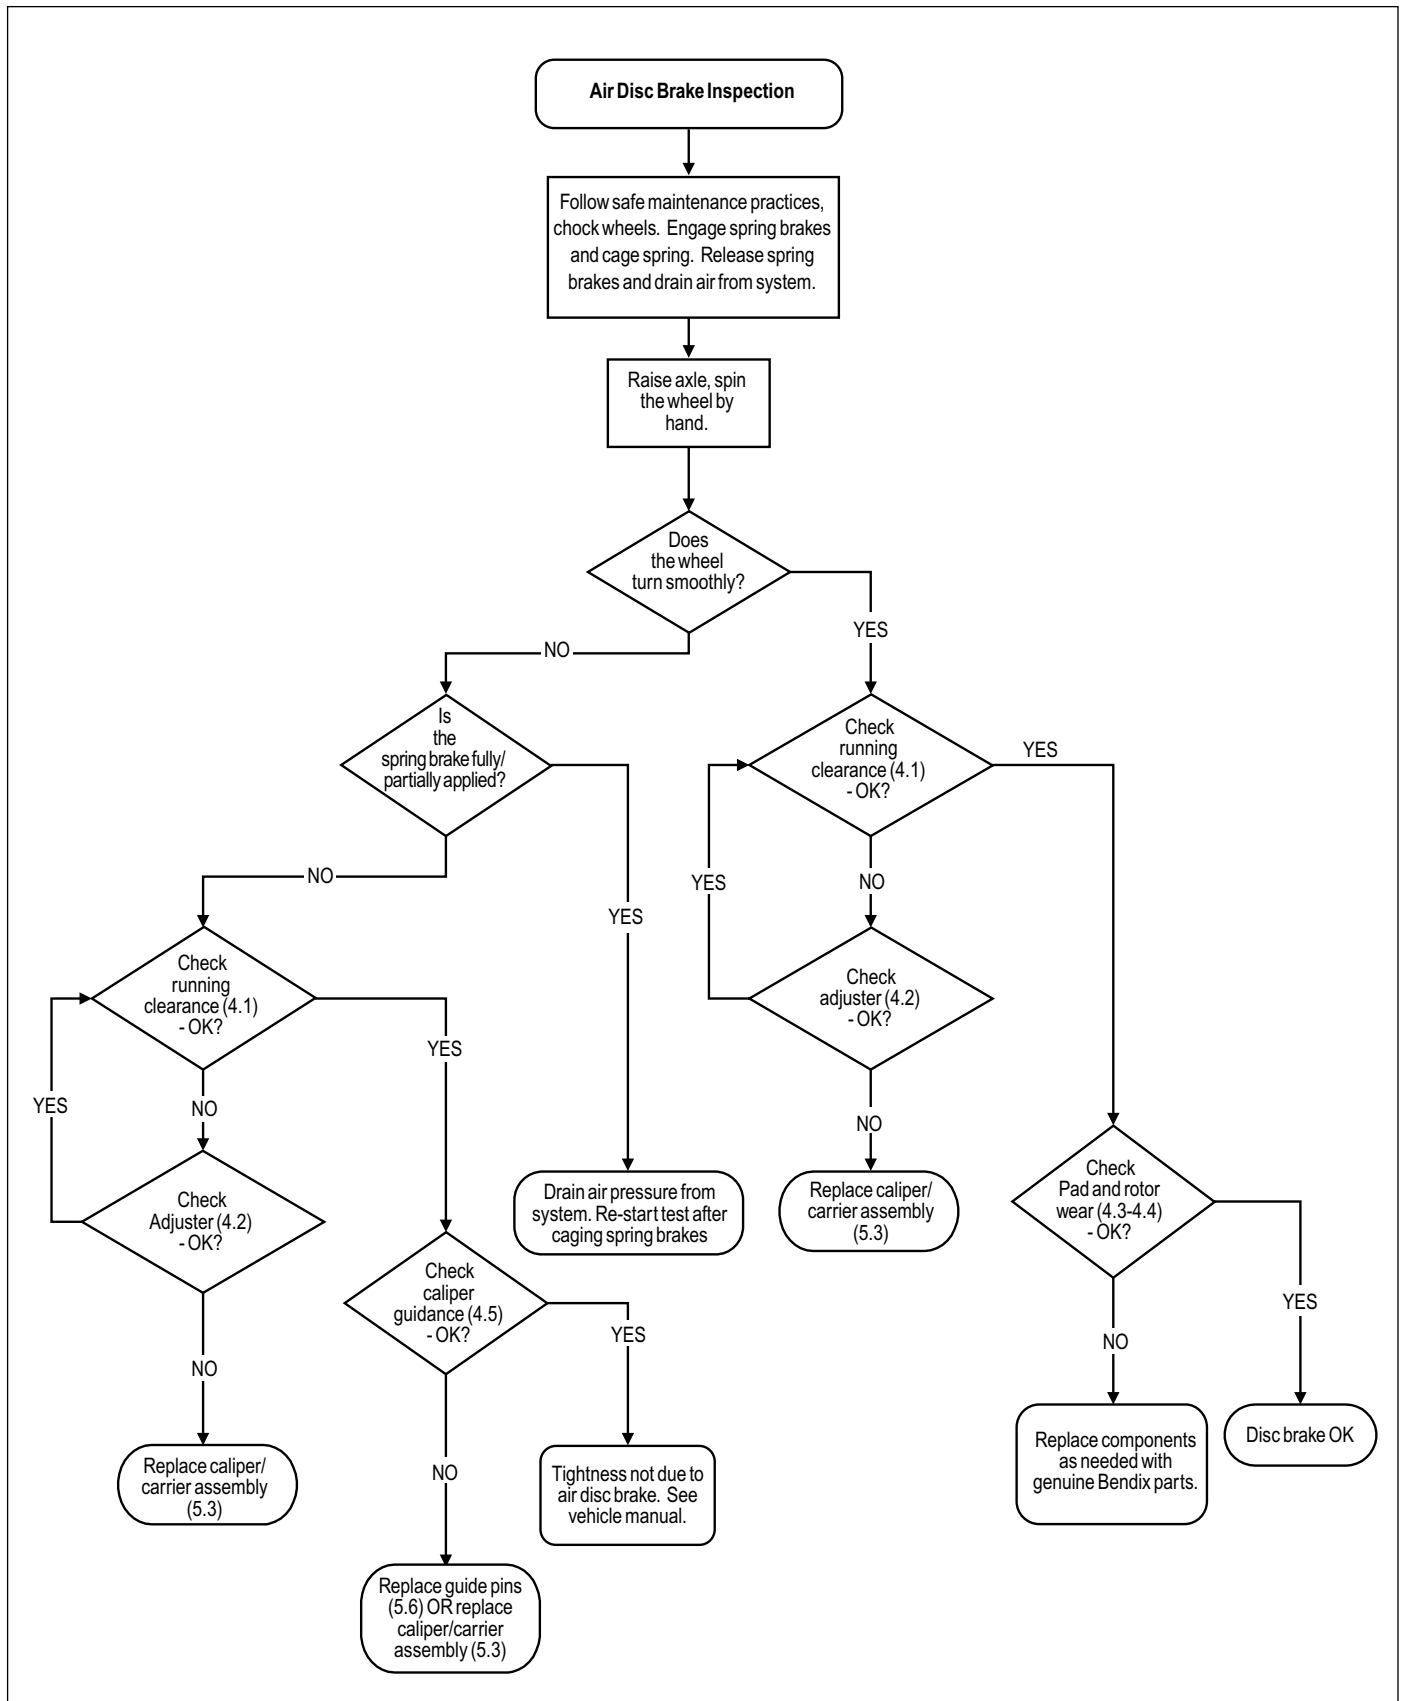 Air Disc Brake Inspection
Follow safe maintenance practices,
chock wheels. Engage spring brakes
and cage spring. Release spring
brakes and drain air from system.
Raise axle, spin
the wheel by
hand.
Does
the wheel
turn smoothly?
NO
YES
Is
the
spring brake fully/
partially applied?
Check
running
clearance (4.1)
- OK?
YES
NO
YES
NO
YES
Check
running
clearance (4.1)
- OK?
Check
adjuster (4.2)
- OK?
YES
YES
NO
NO
Check
Adjuster (4.2)
- OK?
Drain air pressure from
system. Re-start test after
caging spring brakes
Replace caliper/
carrier assembly
(5.3)
Check
Pad and rotor
wear (4.3-4.4)
- OK?
Check
caliper
guidance (4.5)
- OK?
YES
NO
YES
NO
NO
Replace caliper/
carrier assembly
(5.3)
Tightness not due to
air disc brake. See
vehicle manual.
Replace components
as needed with
genuine Bendix parts.
Disc brake OK
Replace guide pins
(5.6) OR replace
caliper/carrier
assembly (5.3)